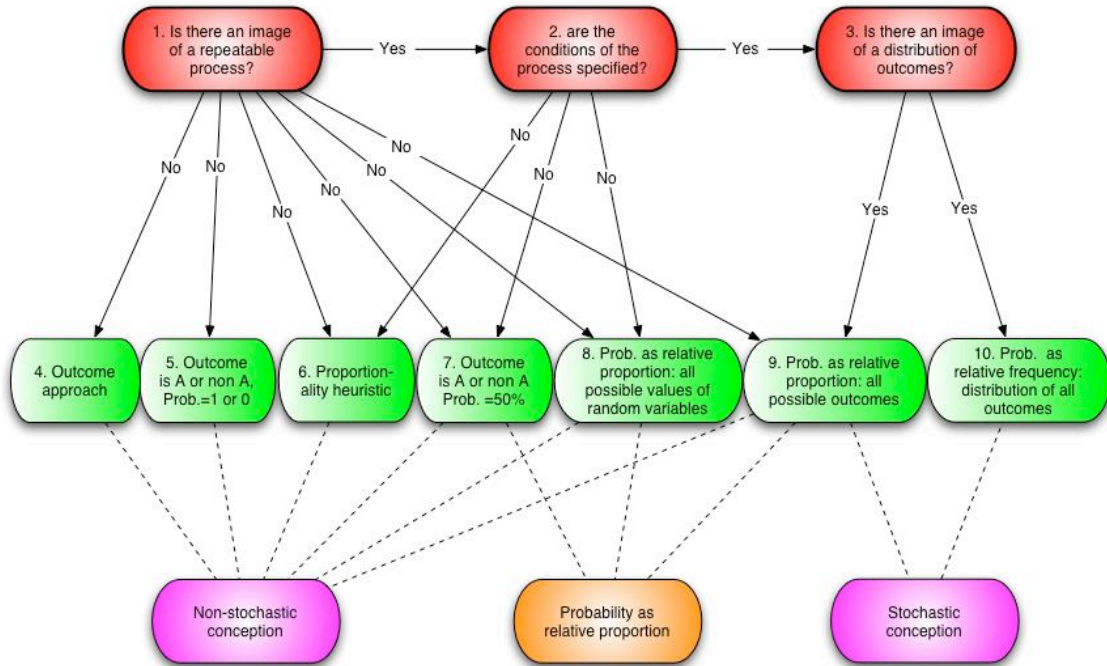 1. Is there an image
of a repeatable
process?
Yes
2. are the
conditions of the
process specified?
Yes
3. Is there an image
of a distribution of
outcomes?
No
No
No
No
No
No
No
No
No
Yes
Yes
4. Outcome
approach
5. Outcome
is A or non A,
Prob.=1 or 0
6. Proportion-
ality heuristic
7. Outcome
is A or non A
Prob. =50%
8. Prob. as relative
proportion: all
possible values of
random variables
9. Prob. as relative
proportion: all
possible outcomes
10. Prob. as
relative frequency:
distribution of all
outcomes
Non-stochastic
conception
Probability as
relative proportion
Stochastic
conception